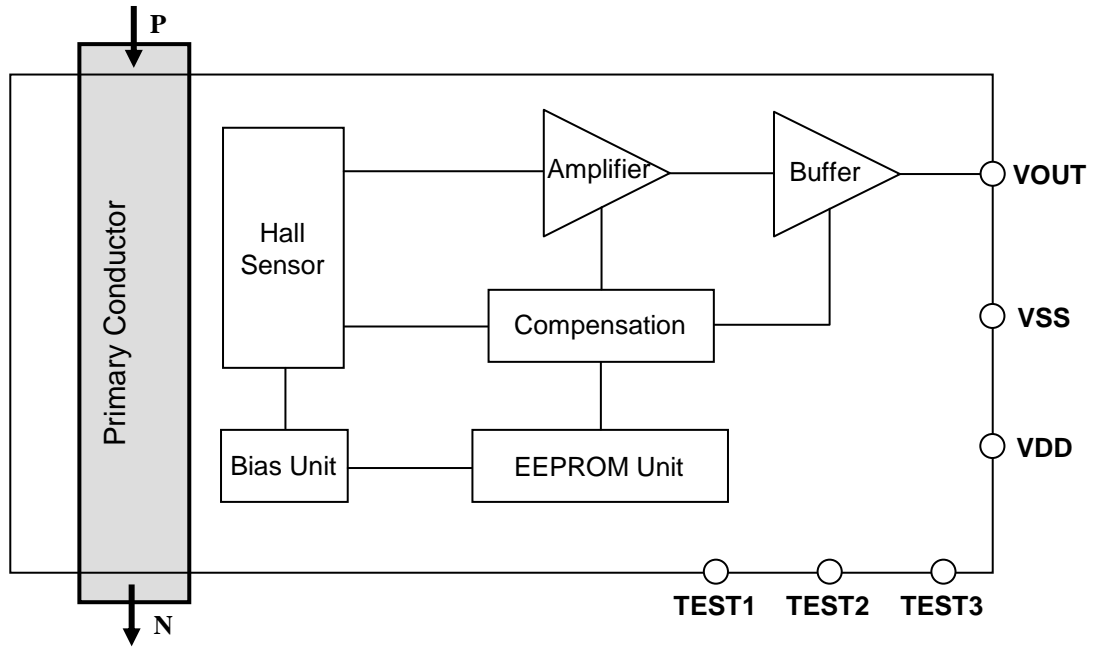 P
Primary Conductor
Hall
Sensor
Amplifier
Buffer
VOUT
Compensation
VSS
Bias Unit
EEPROM Unit
VDD
TEST1
TEST2
TEST3
N